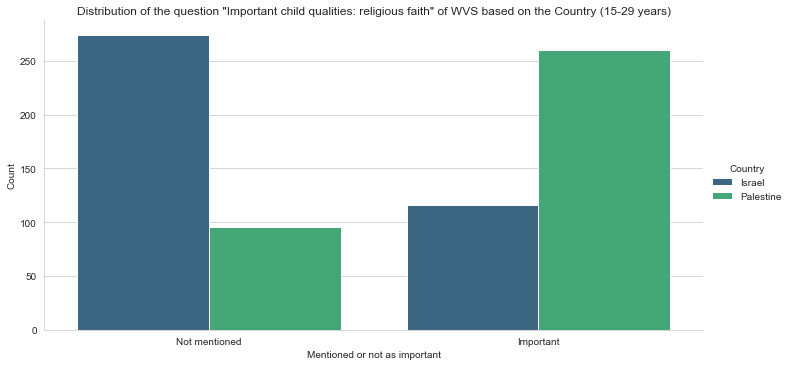 Distribution of the question "Important child qualities: religious faith" of WVS based on the Country (15-29 years)
250
200
150
100
50
0
Count
Not mentioned
Important
Mentioned or not as important
Country
Israel
Palestine